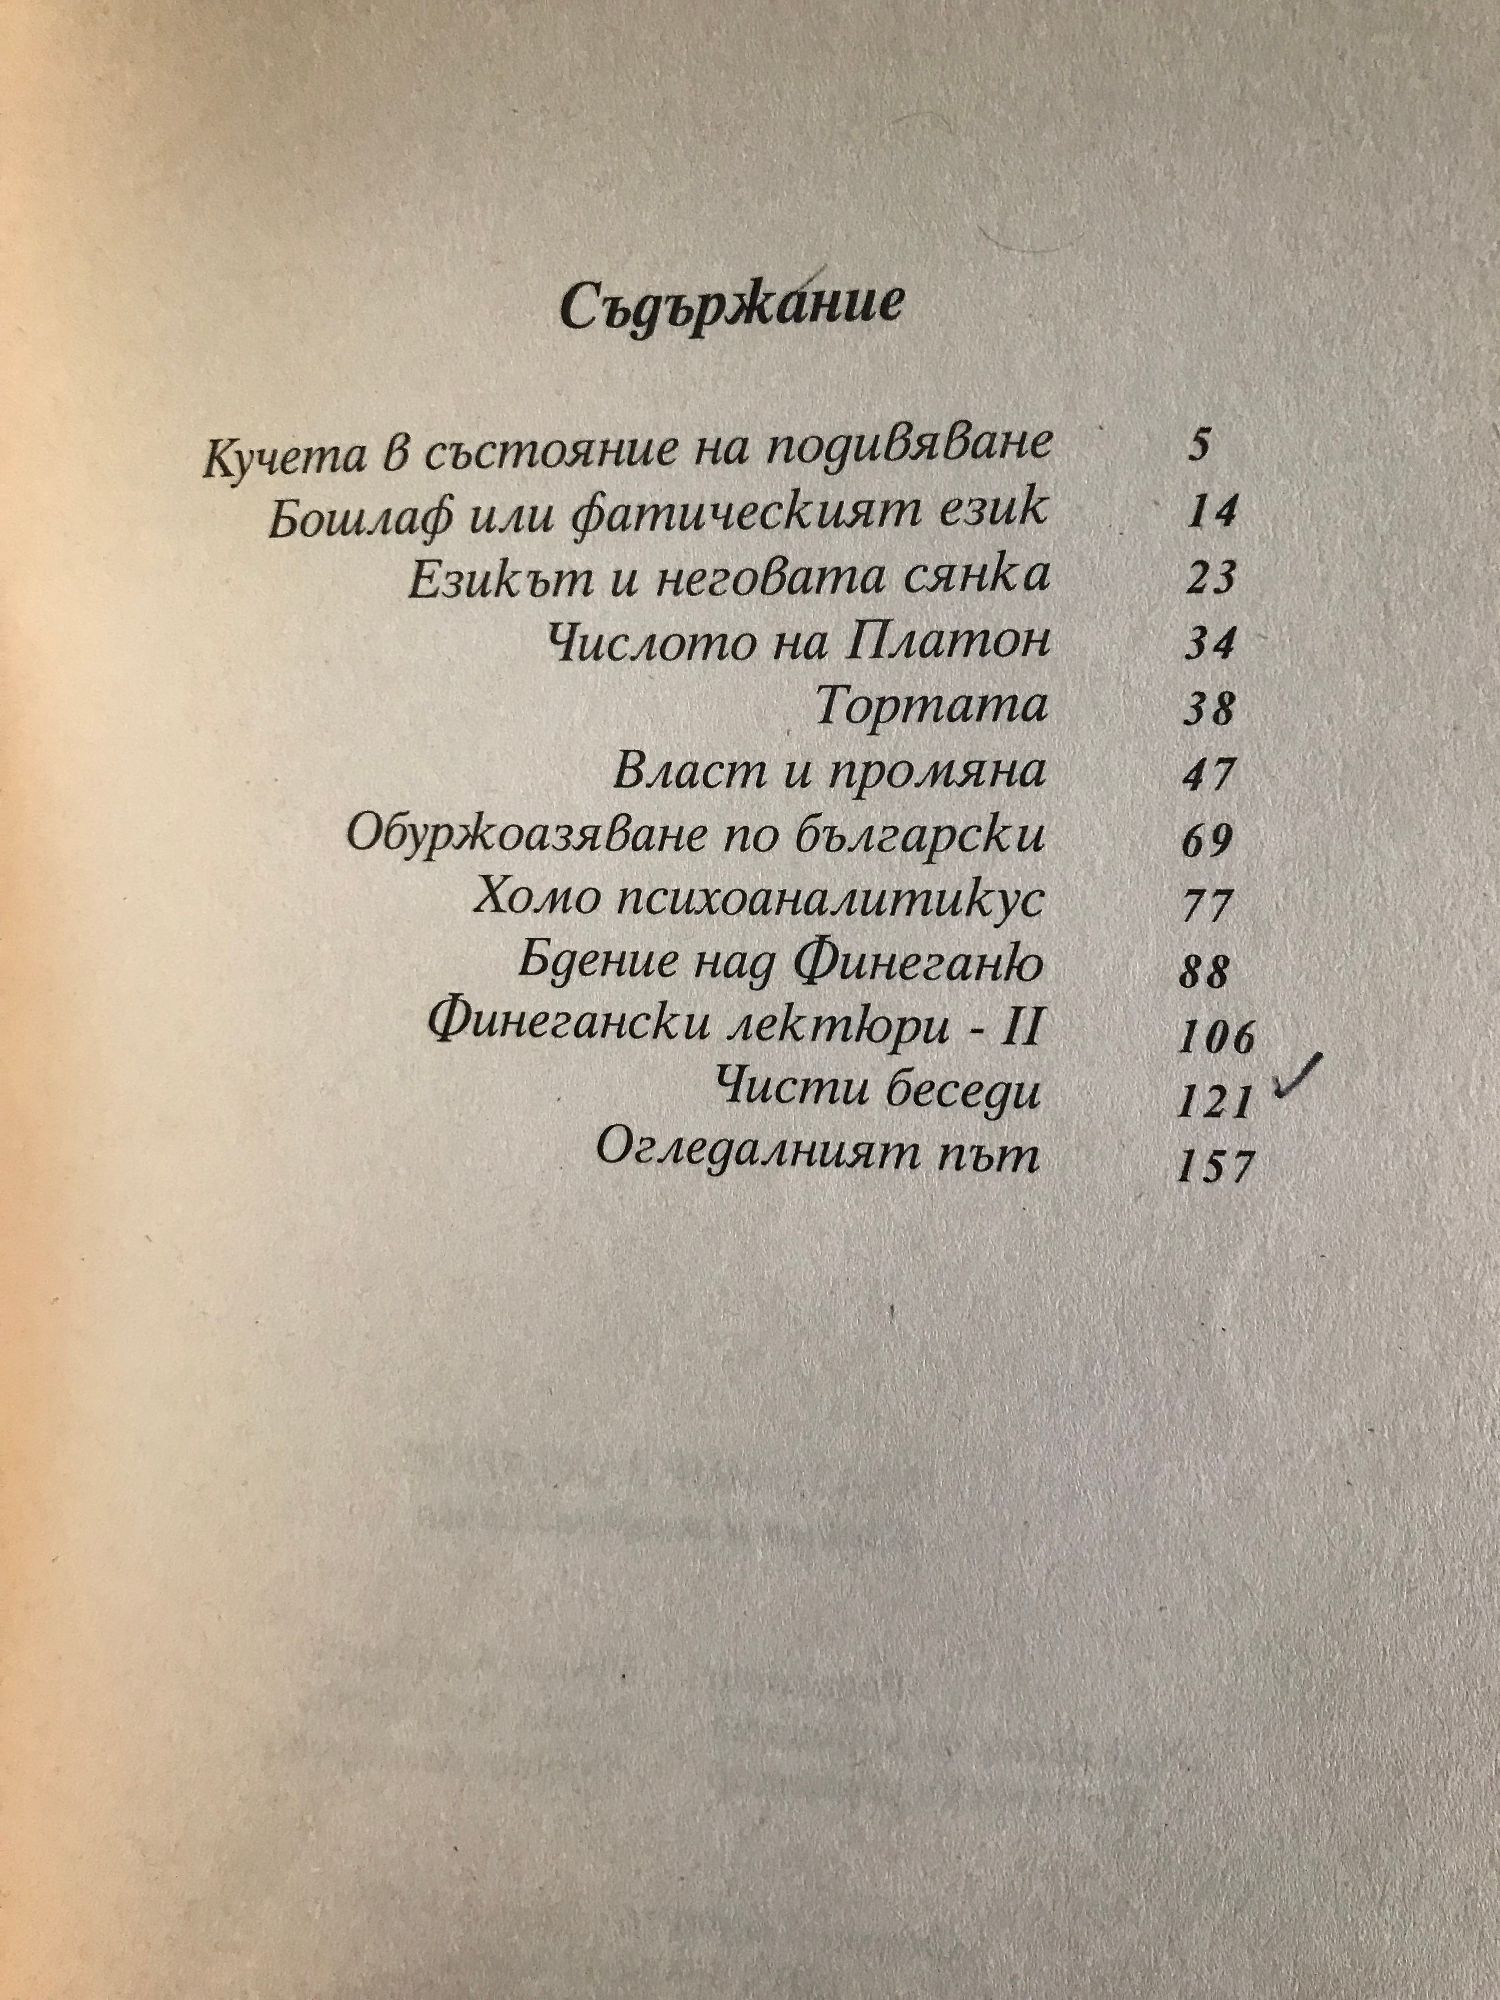 Съдържание
Кучета в състояние на подивяване 5
Бошлаф или фатическият език 14
Езикът и неговата сянка 23
Числото на Платон 34
Тортата 38
Власт и промяна 47
Обуржоазяване по български 69
Хомо психоаналитикус 77
Бдение над Финеганю 88
Финегански лектюри - II 106
Чисти беседи 121
Огледалният път 157